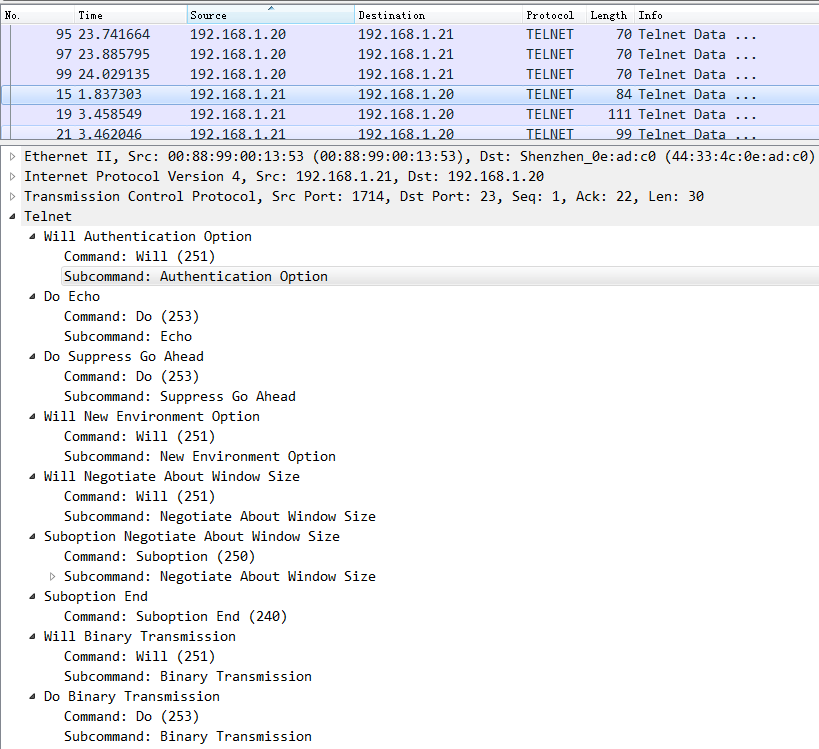 No. Time Source Destination Protocol Length Info
95 23.741664 192.168.1.20 192.168.1.21 TELNET 70 Telnet Data ...
97 23.885795 192.168.1.20 192.168.1.21 TELNET 70 Telnet Data ...
99 24.029135 192.168.1.20 192.168.1.21 TELNET 70 Telnet Data ...
15 1.837303 192.168.1.21 192.168.1.20 TELNET 84 Telnet Data ...
19 3.458549 192.168.1.21 192.168.1.20 TELNET 111 Telnet Data ...
21 3.462046 192.168.1.21 192.168.1.20 TELNET 99 Telnet Data ...
Ethernet II, Src: 00:88:99:00:13:53 (00:88:99:00:13:53), Dst: Shenzhen_0e:ad:c0 (44:33:4c:0e:ad:c0)
Internet Protocol Version 4, Src: 192.168.1.21, Dst: 192.168.1.20
Transmission Control Protocol, Src Port: 1714, Dst Port: 23, Seq: 1, Ack: 22, Len: 30
Telnet
Will Authentication Option
Command: Will (251)
Subcommand: Authentication Option
Do Echo
Command: Do (253)
Subcommand: Echo
Do Suppress Go Ahead
Command: Do (253)
Subcommand: Suppress Go Ahead
Will New Environment Option
Command: Will (251)
Subcommand: New Environment Option
Will Negotiate About Window Size
Command: Will (251)
Subcommand: Negotiate About Window Size
Suboption Negotiate About Window Size
Command: Suboption (250)
Subcommand: Negotiate About Window Size
Suboption End
Command: Suboption End (240)
Will Binary Transmission
Command: Will (251)
Subcommand: Binary Transmission
Do Binary Transmission
Command: Do (253)
Subcommand: Binary Transmission